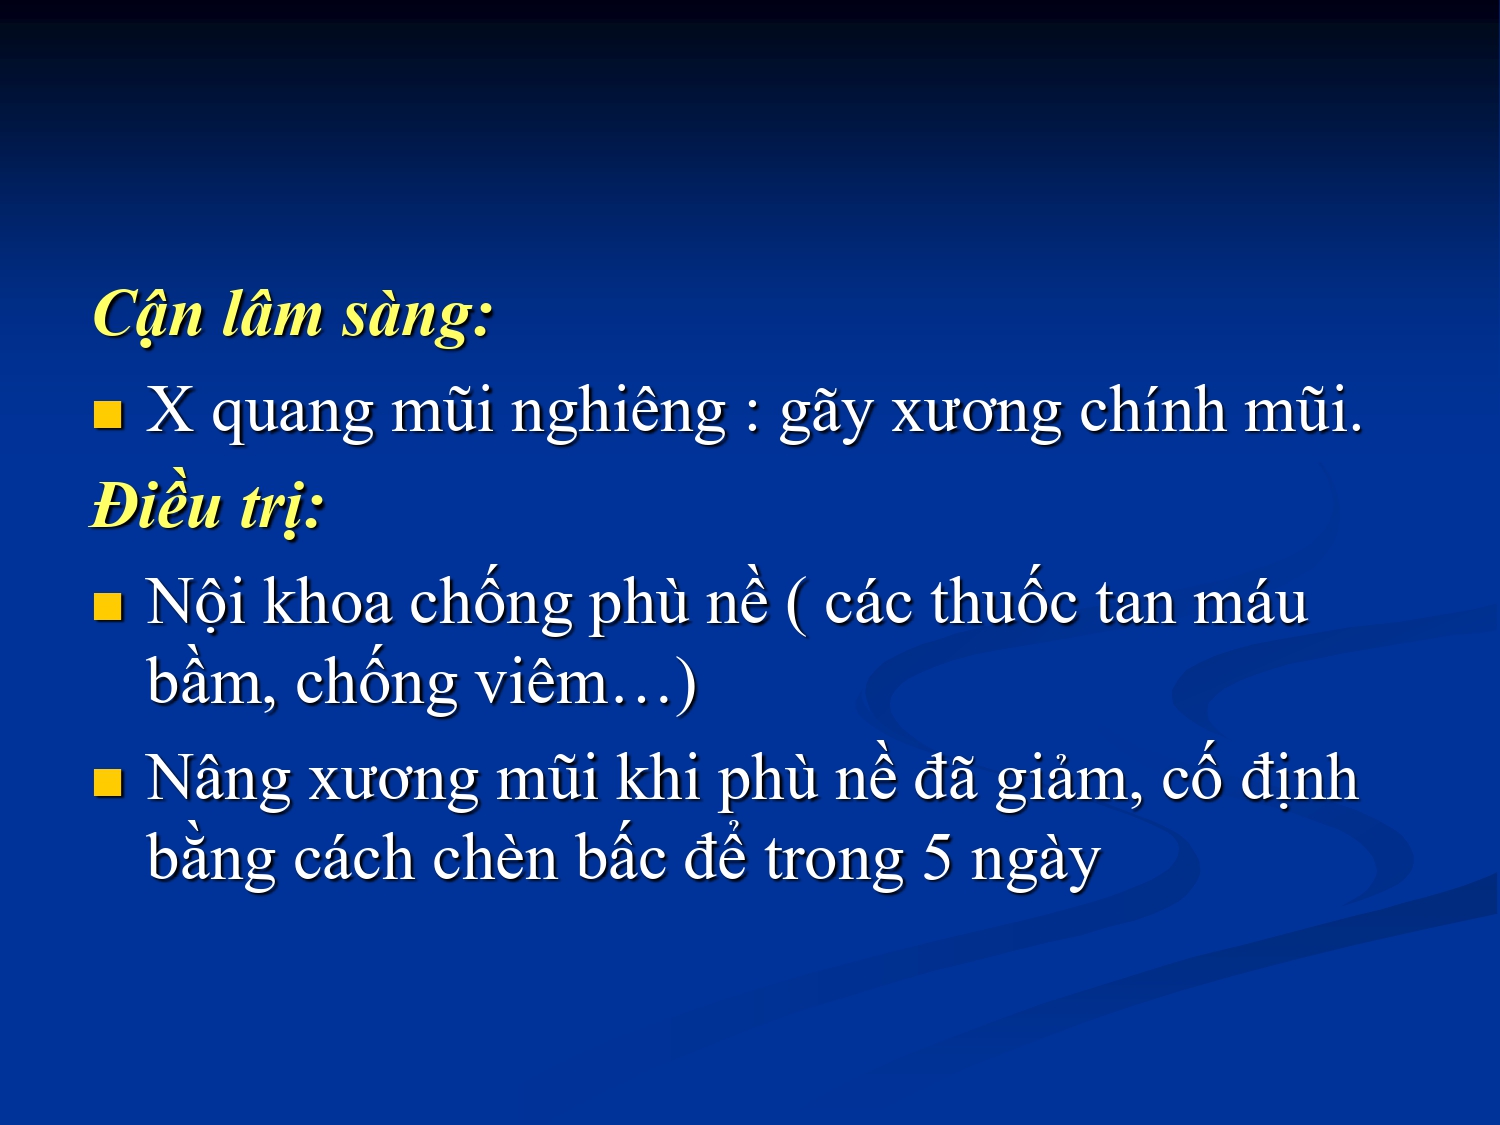 Cận lâm sàng:
X quang mũi nghiêng : gãy xương chính mũi.
Điều trị:
Nội khoa chống phù nề ( các thuốc tan máu
bầm, chống viêm…)
Nâng xương mũi khi phù nề đã giảm, cố định
bằng cách chèn bấc để trong 5 ngày